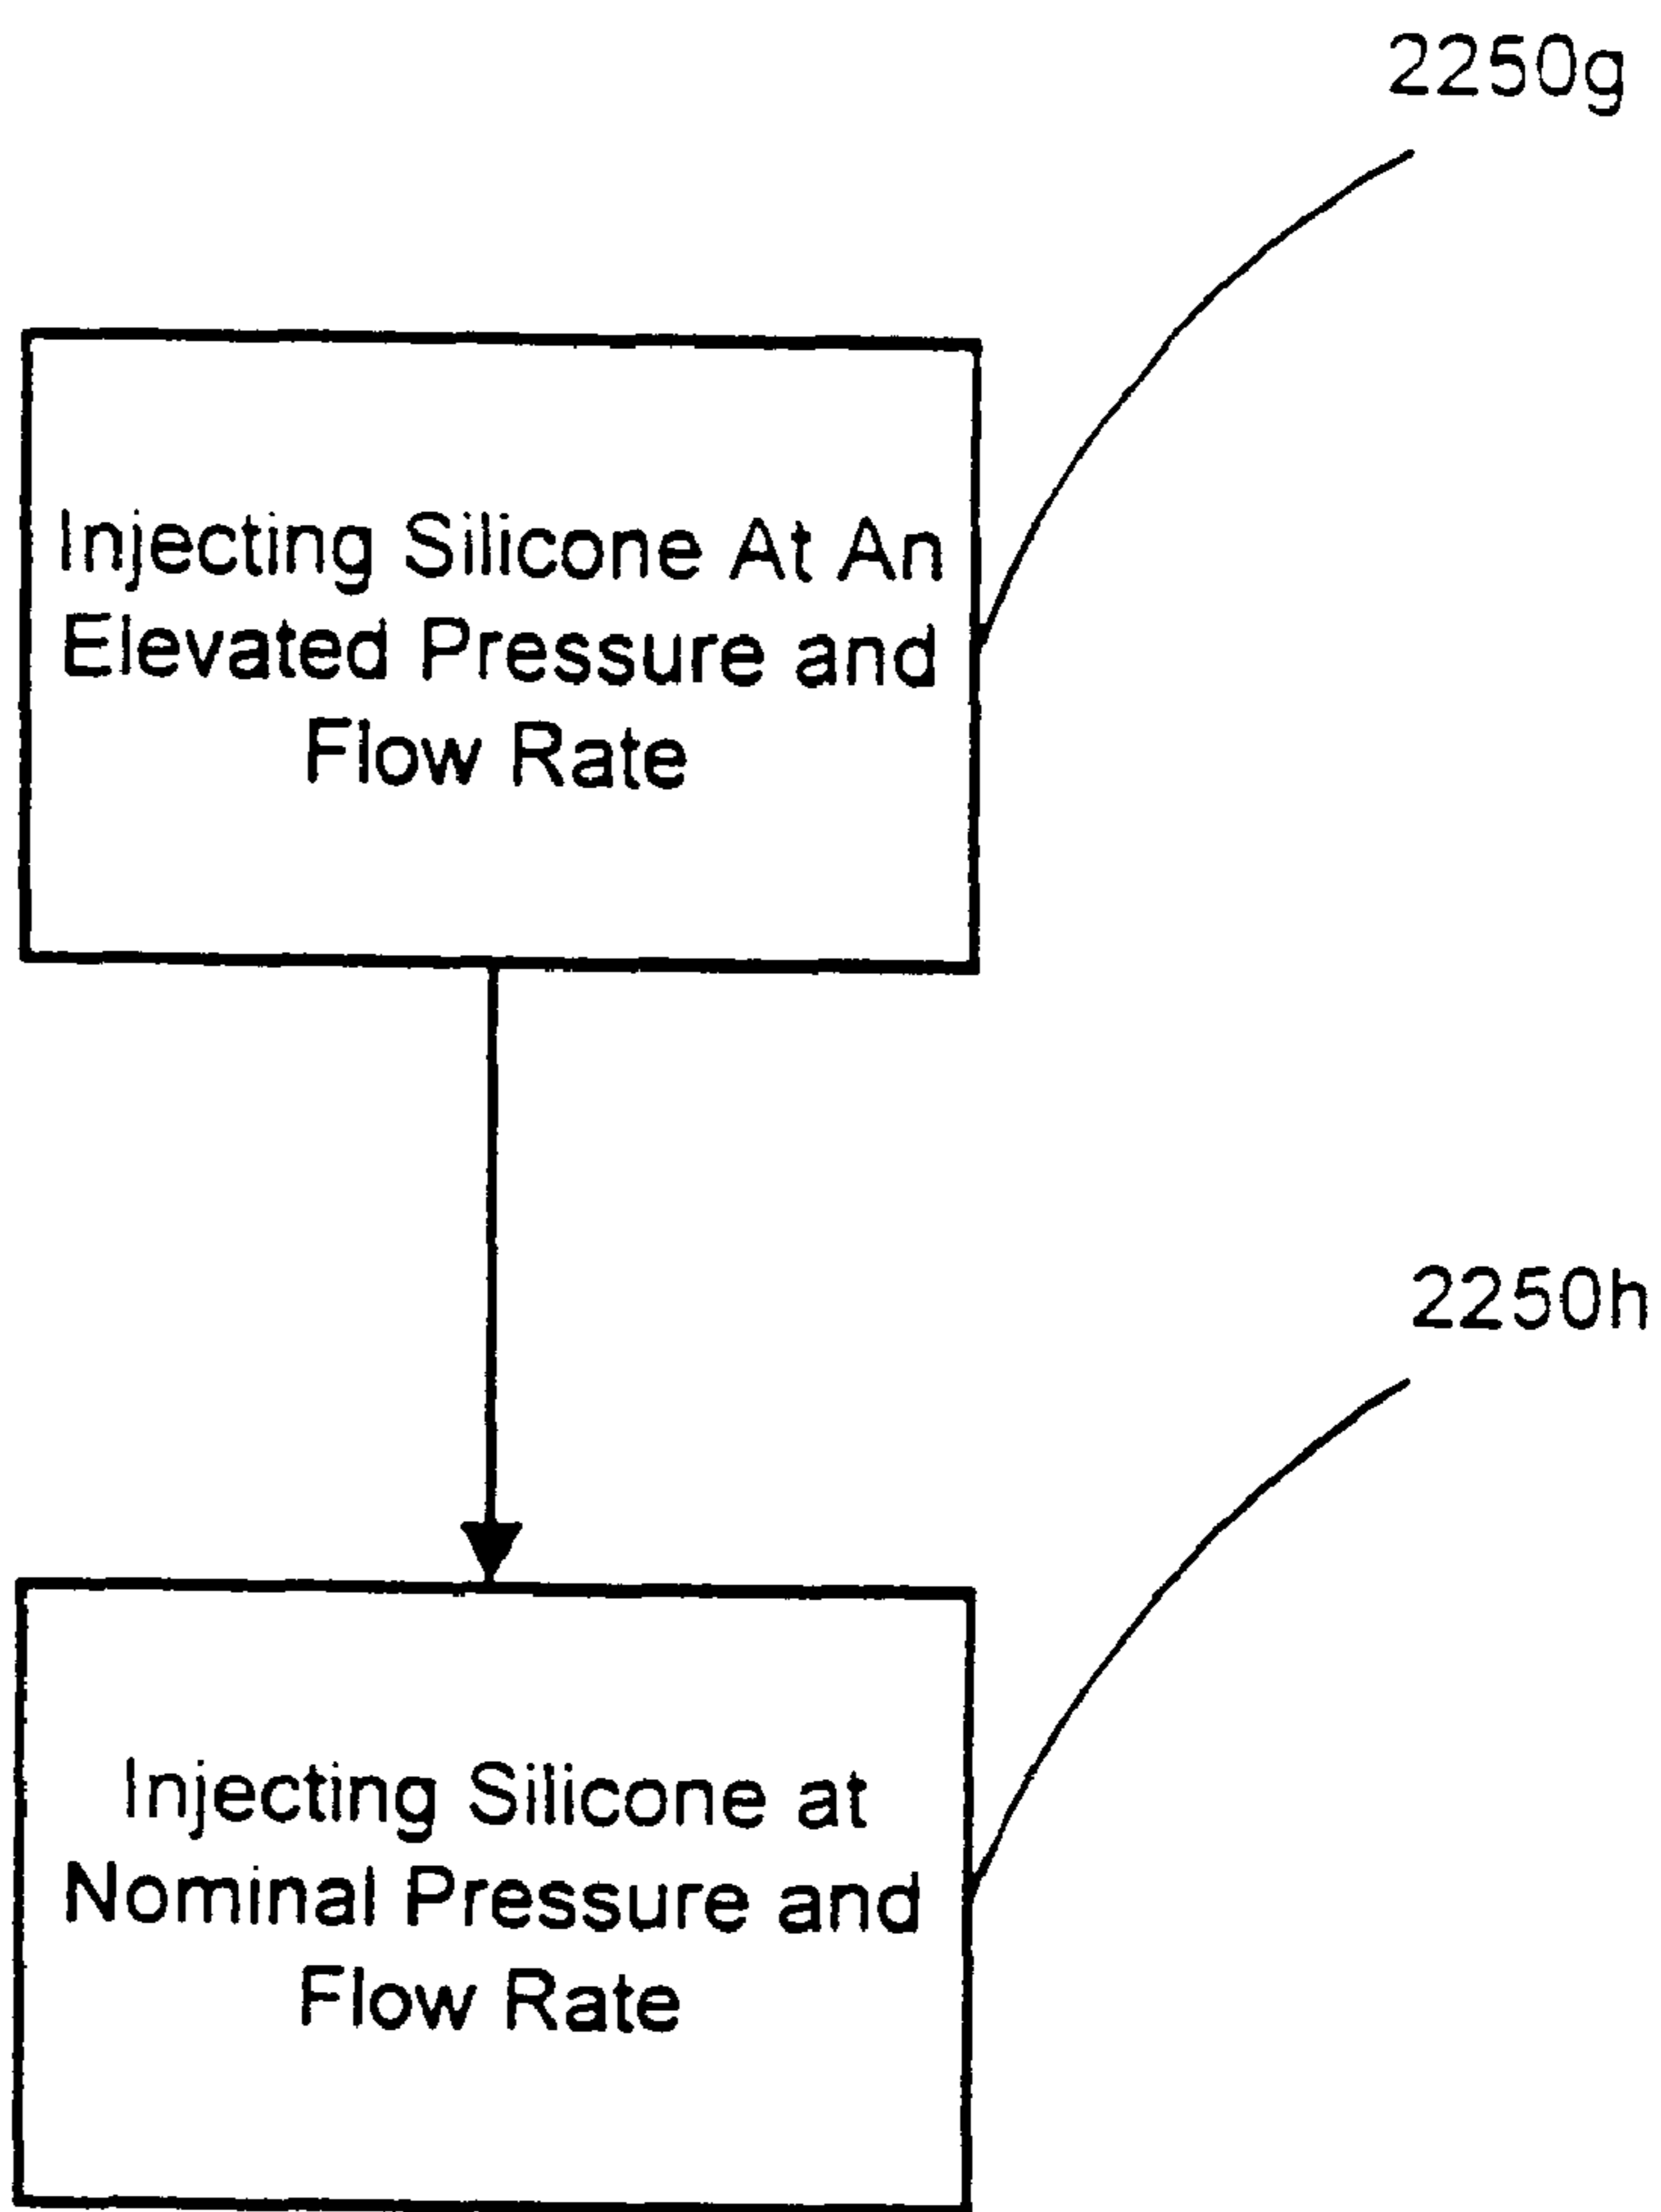 2250g
Injecting Silicone At An
Elevated Pressure and
Flow Rate
2250h
Injecting Silicone at
Nominal Pressure and
Flow Rate